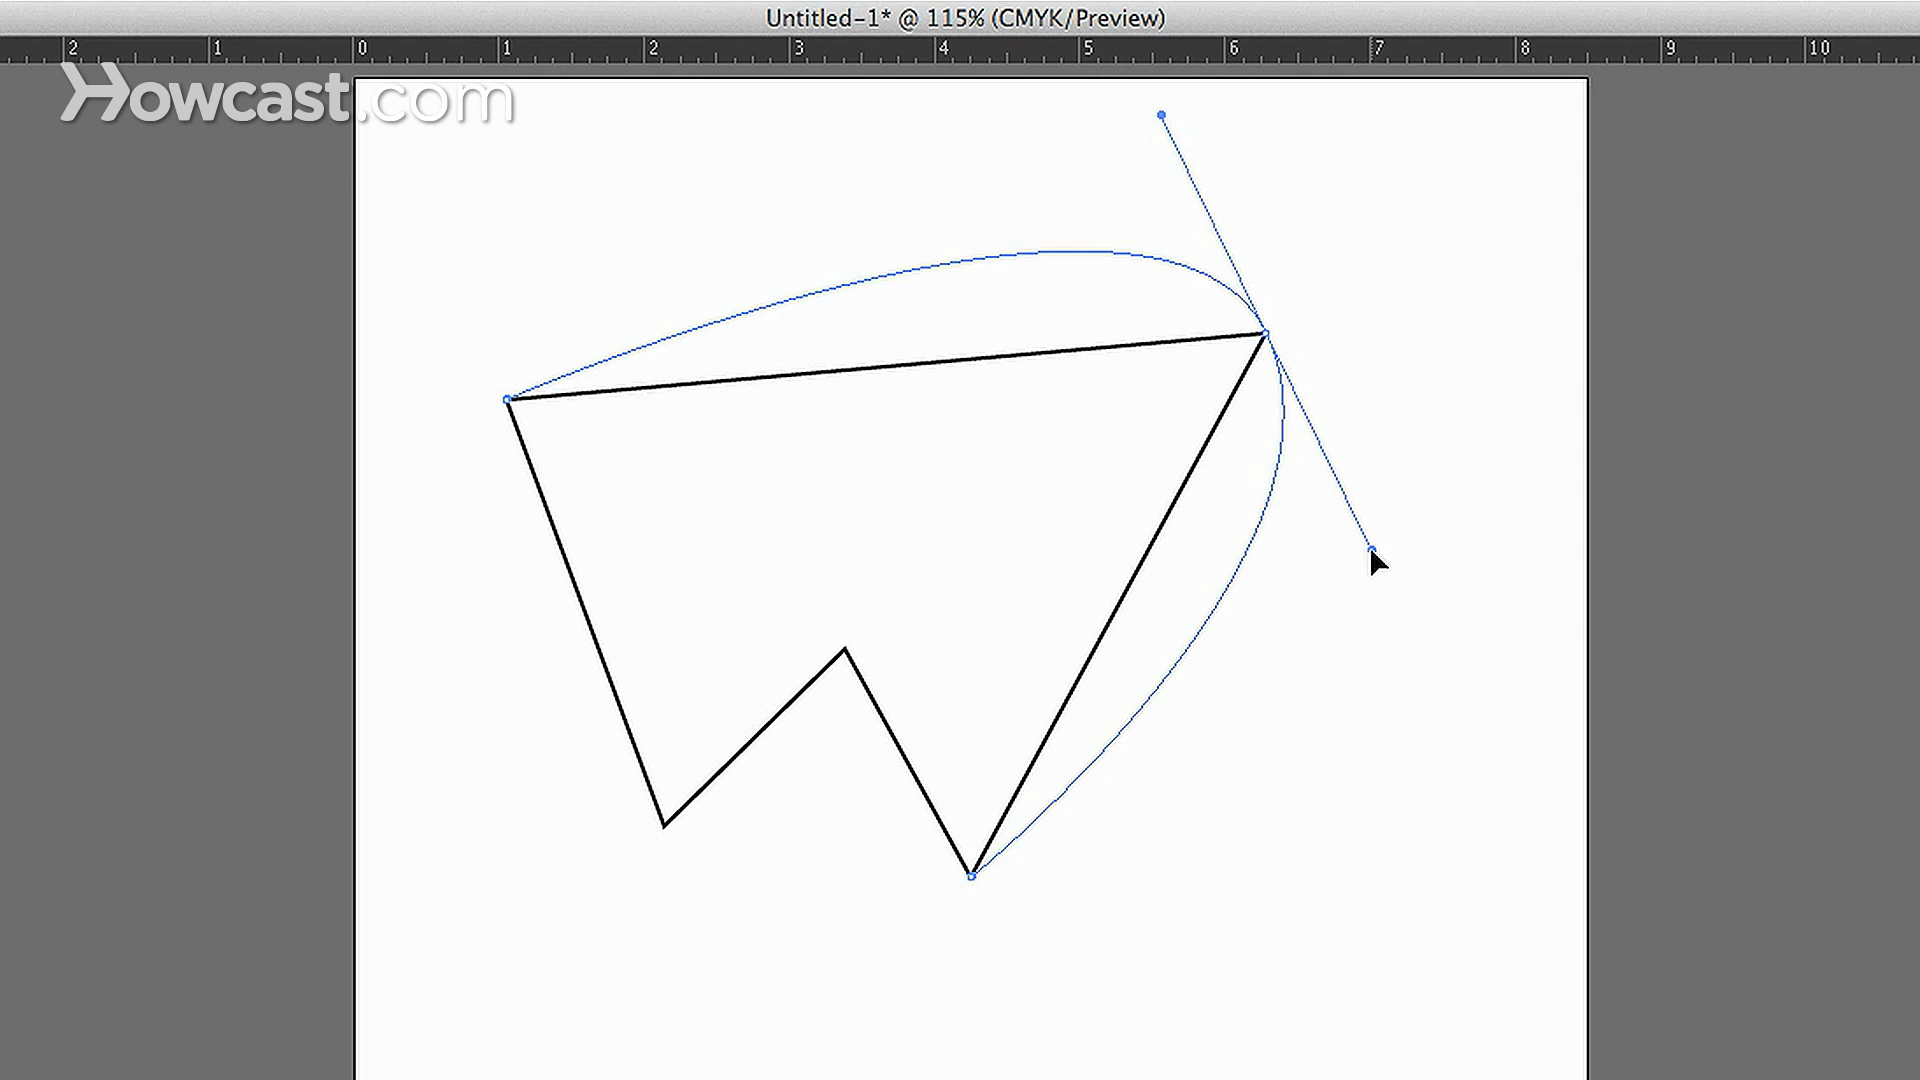 Untitled-1* @ 115% (CMYK/Preview)
2 1 0 1 2 3 4 5 6 7 8 9 10
Howcast.com